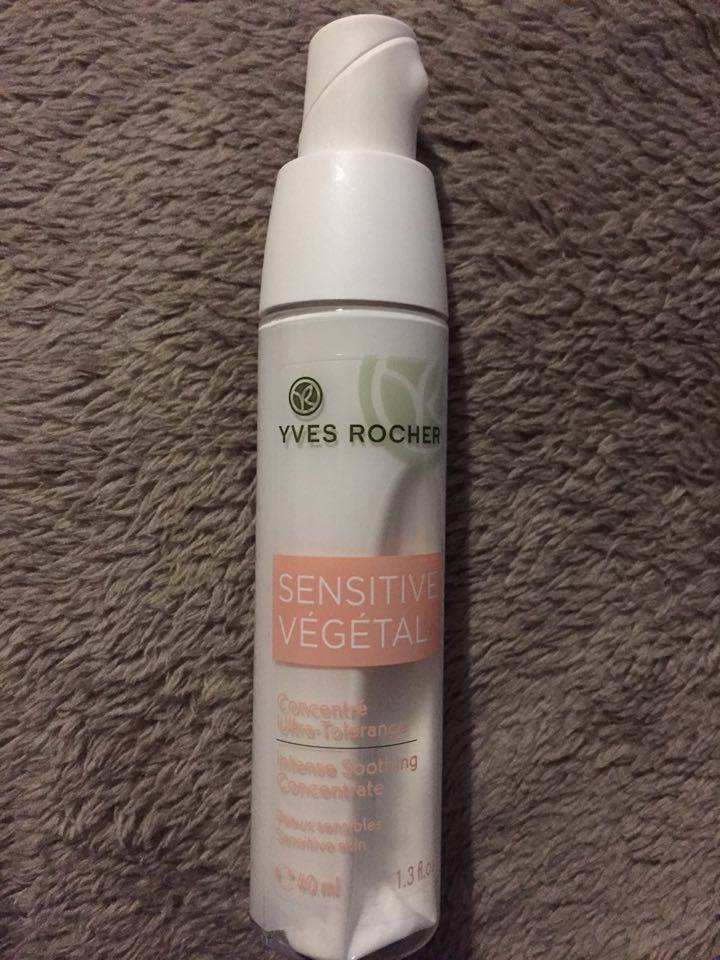 YVES ROCHER
SENSITIVE
VÉGÉTAL
Concentré
Ultra-Tolérance
Intense Soothing
Concentrate
Peaux sensibles
Sensitive skin
e 40 ml 1.3 fl.o